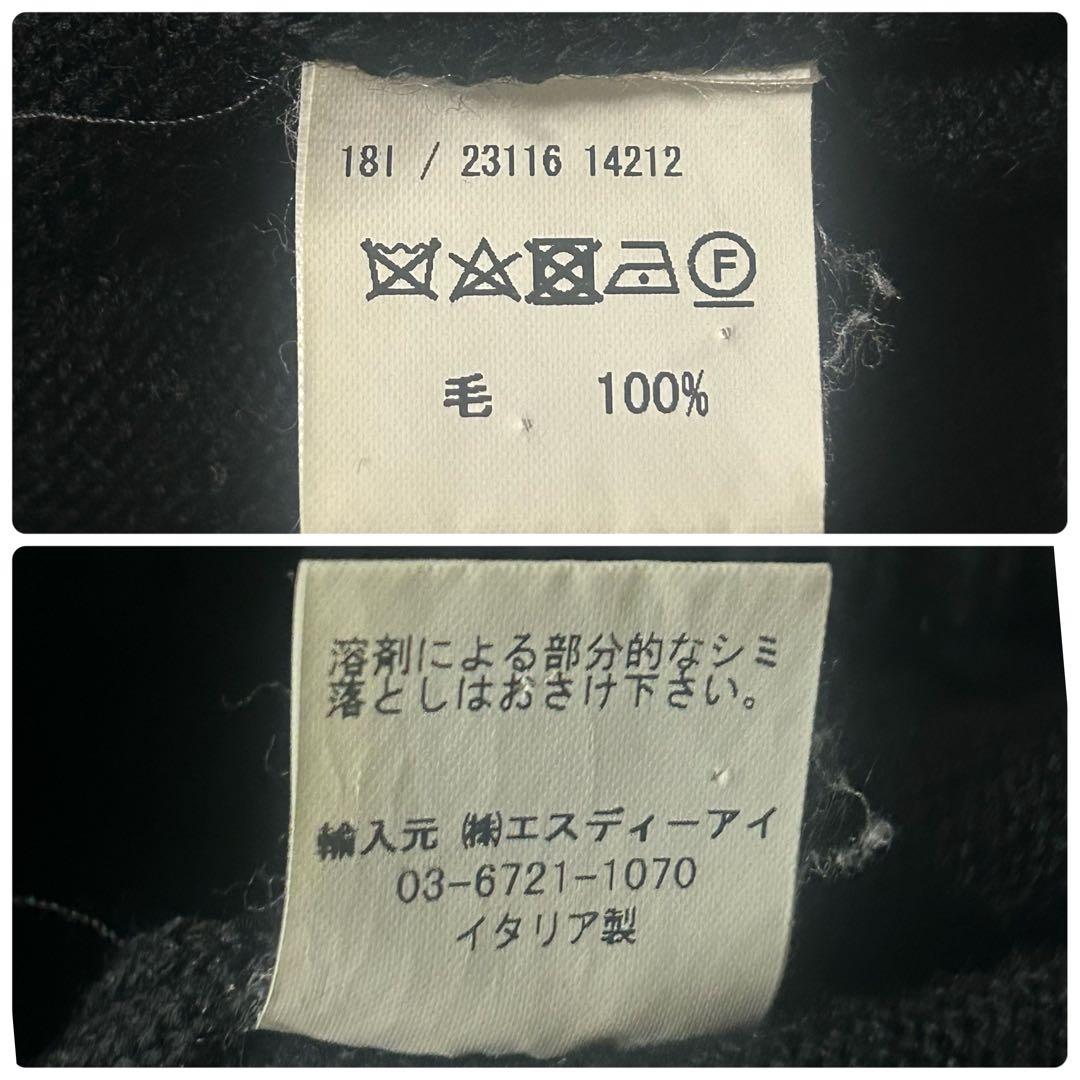 18I / 23116 14212
F
毛 100%
溶剤による部分的なシミ
落としはおさけ下さい。
輸入元 ㈱エスディーアイ
03-6721-1070
イタリア製